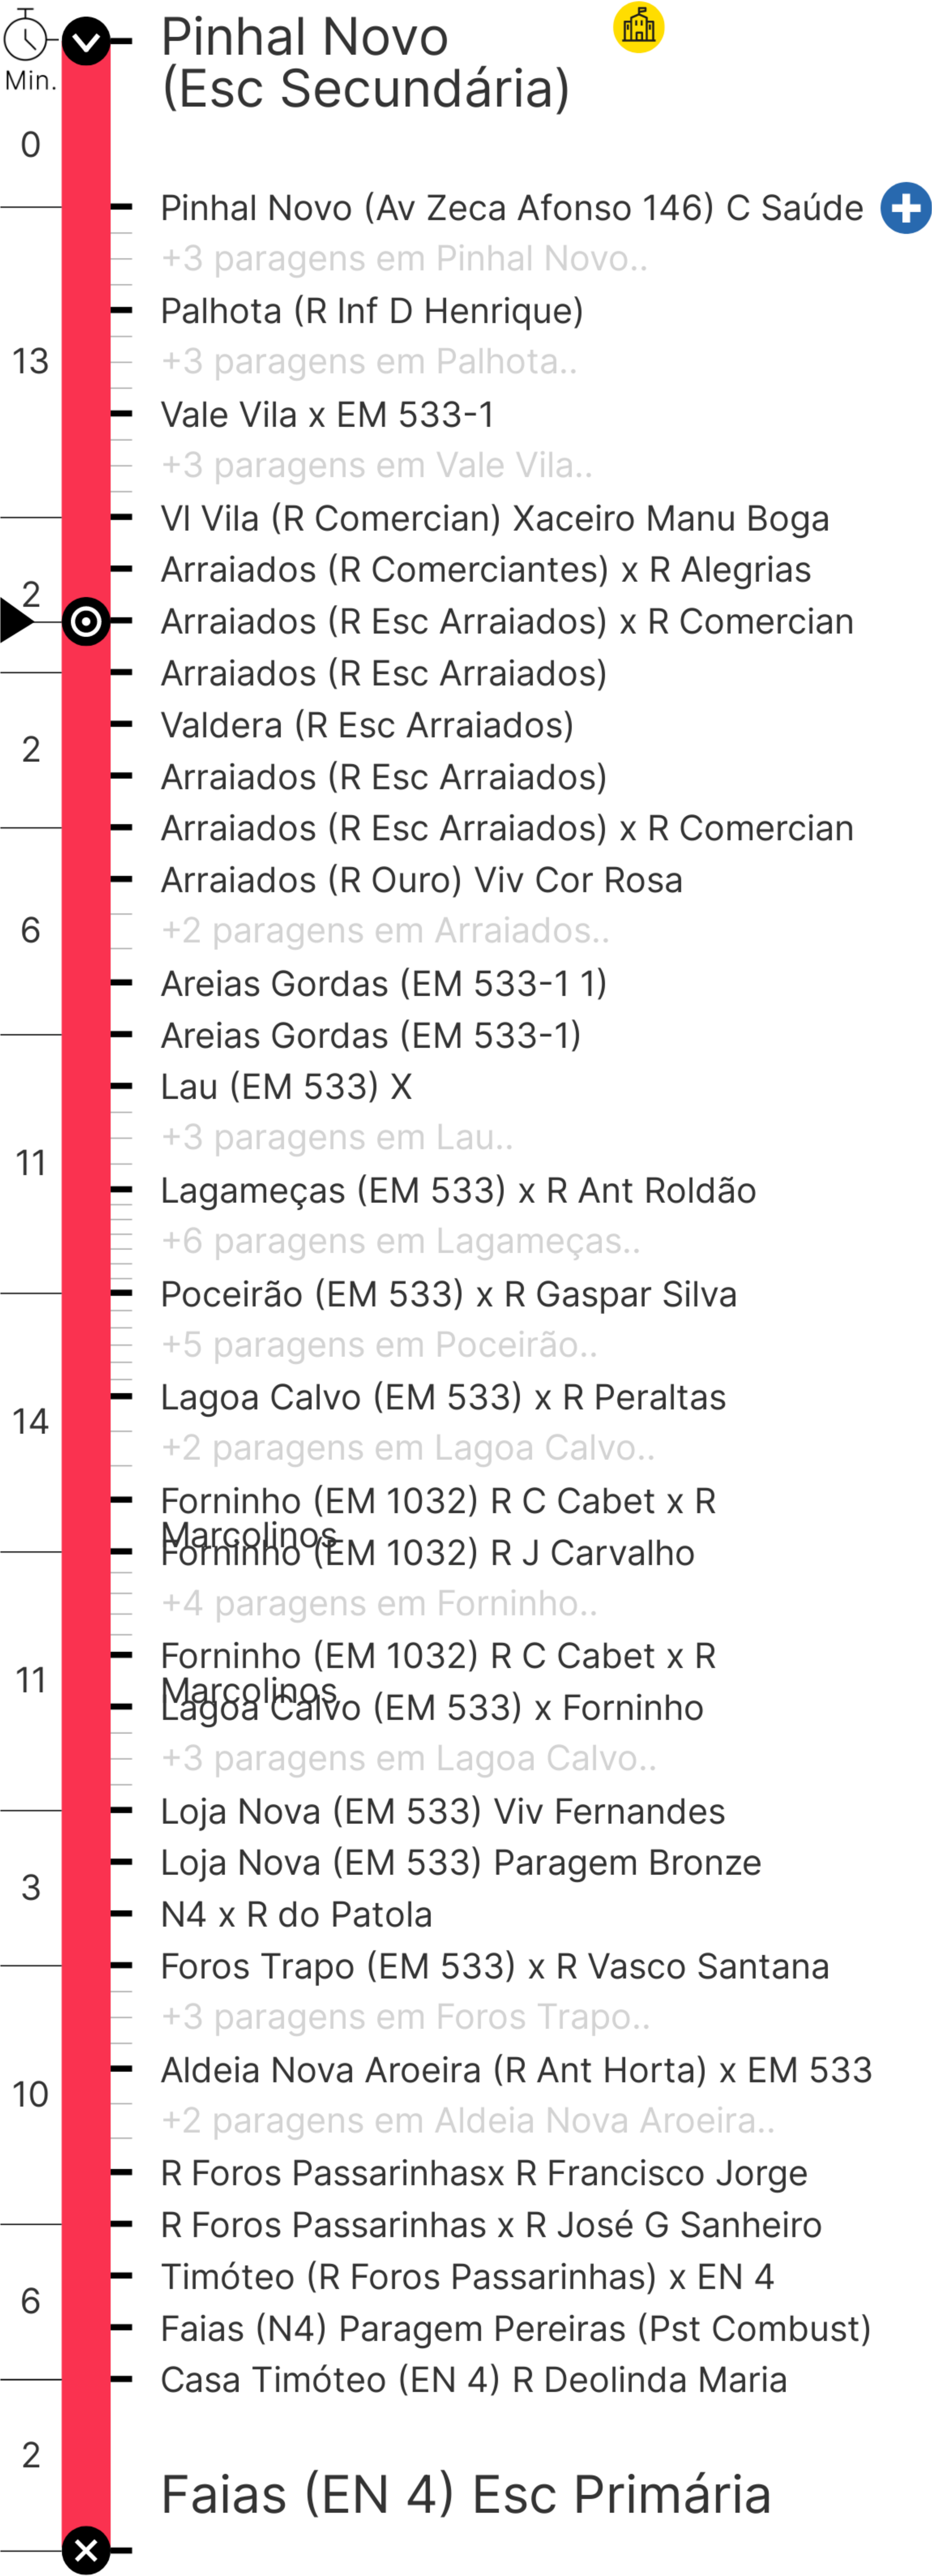 Pinhal Novo
(Esc Secundária)
Min.
0
Pinhal Novo (Av Zeca Afonso 146) C Saúde
+3 paragens em Pinhal Novo..
Palhota (R Inf D Henrique)
13
+3 paragens em Palhota..
Vale Vila x EM 533-1
+3 paragens em Vale Vila..
Vl Vila (R Comercian) Xaceiro Manu Boga
Arraiados (R Comerciantes) x R Alegrias
2
Arraiados (R Esc Arraiados) x R Comercian
Arraiados (R Esc Arraiados)
Valdera (R Esc Arraiados)
2
Arraiados (R Esc Arraiados)
Arraiados (R Esc Arraiados) x R Comercian
Arraiados (R Ouro) Viv Cor Rosa
6
+2 paragens em Arraiados..
Areias Gordas (EM 533-1 1)
Areias Gordas (EM 533-1)
Lau (EM 533) X
+3 paragens em Lau..
11
Lagameças (EM 533) x R Ant Roldão
+6 paragens em Lagameças..
Poceirão (EM 533) x R Gaspar Silva
+5 paragens em Poceirão..
Lagoa Calvo (EM 533) x R Peraltas
14
+2 paragens em Lagoa Calvo..
Forninho (EM 1032) R C Cabet x R
Marcolinos
Forninho (EM 1032) R J Carvalho
+4 paragens em Forninho..
Forninho (EM 1032) R C Cabet x R
11
Marcolinos
Lagoa Calvo (EM 533) x Forninho
+3 paragens em Lagoa Calvo..
Loja Nova (EM 533) Viv Fernandes
Loja Nova (EM 533) Paragem Bronze
3
N4 x R do Patola
Foros Trapo (EM 533) x R Vasco Santana
+3 paragens em Foros Trapo..
Aldeia Nova Aroeira (R Ant Horta) x EM 533
10
+2 paragens em Aldeia Nova Aroeira..
R Foros Passarinhasx R Francisco Jorge
R Foros Passarinhas x R José G Sanheiro
Timóteo (R Foros Passarinhas) x EN 4
6
Faias (N4) Paragem Pereiras (Pst Combust)
Casa Timóteo (EN 4) R Deolinda Maria
2
Faias (EN 4) Esc Primária